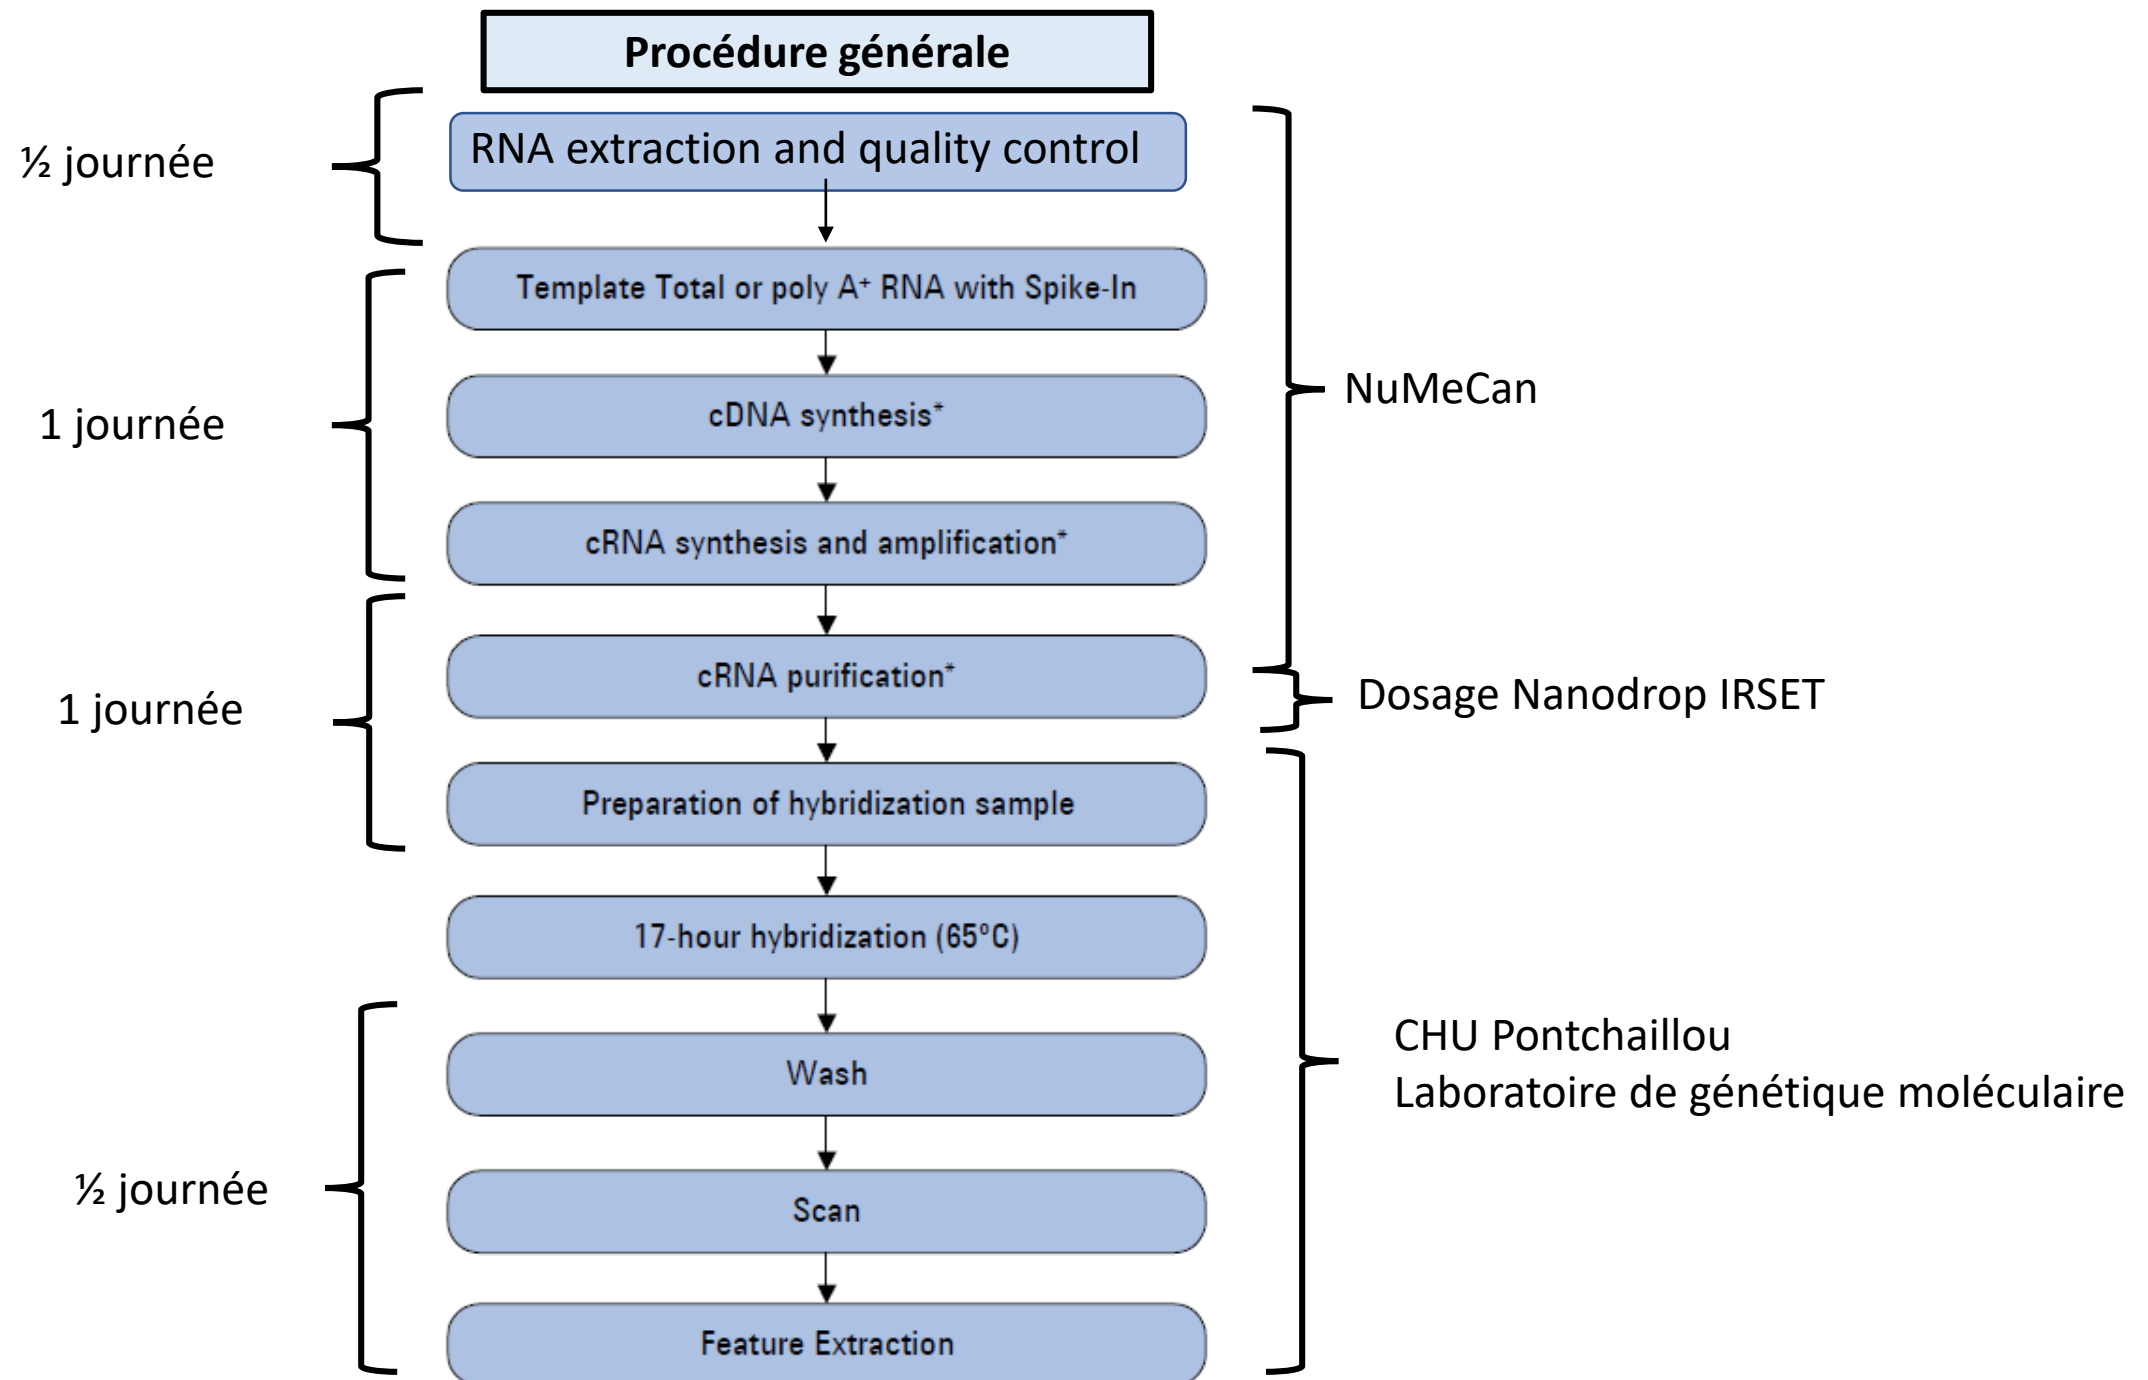 Procédure générale
½ journée
RNA extraction and quality control
Template Total or poly A⁺ RNA with Spike-In
1 journée
cDNA synthesis*
NuMeCan
cRNA synthesis and amplification*
1 journée
cRNA purification*
Dosage Nanodrop IRSET
Preparation of hybridization sample
17-hour hybridization (65ºC)
CHU Pontchaillou
Laboratoire de génétique moléculaire
Wash
½ journée
Scan
Feature Extraction